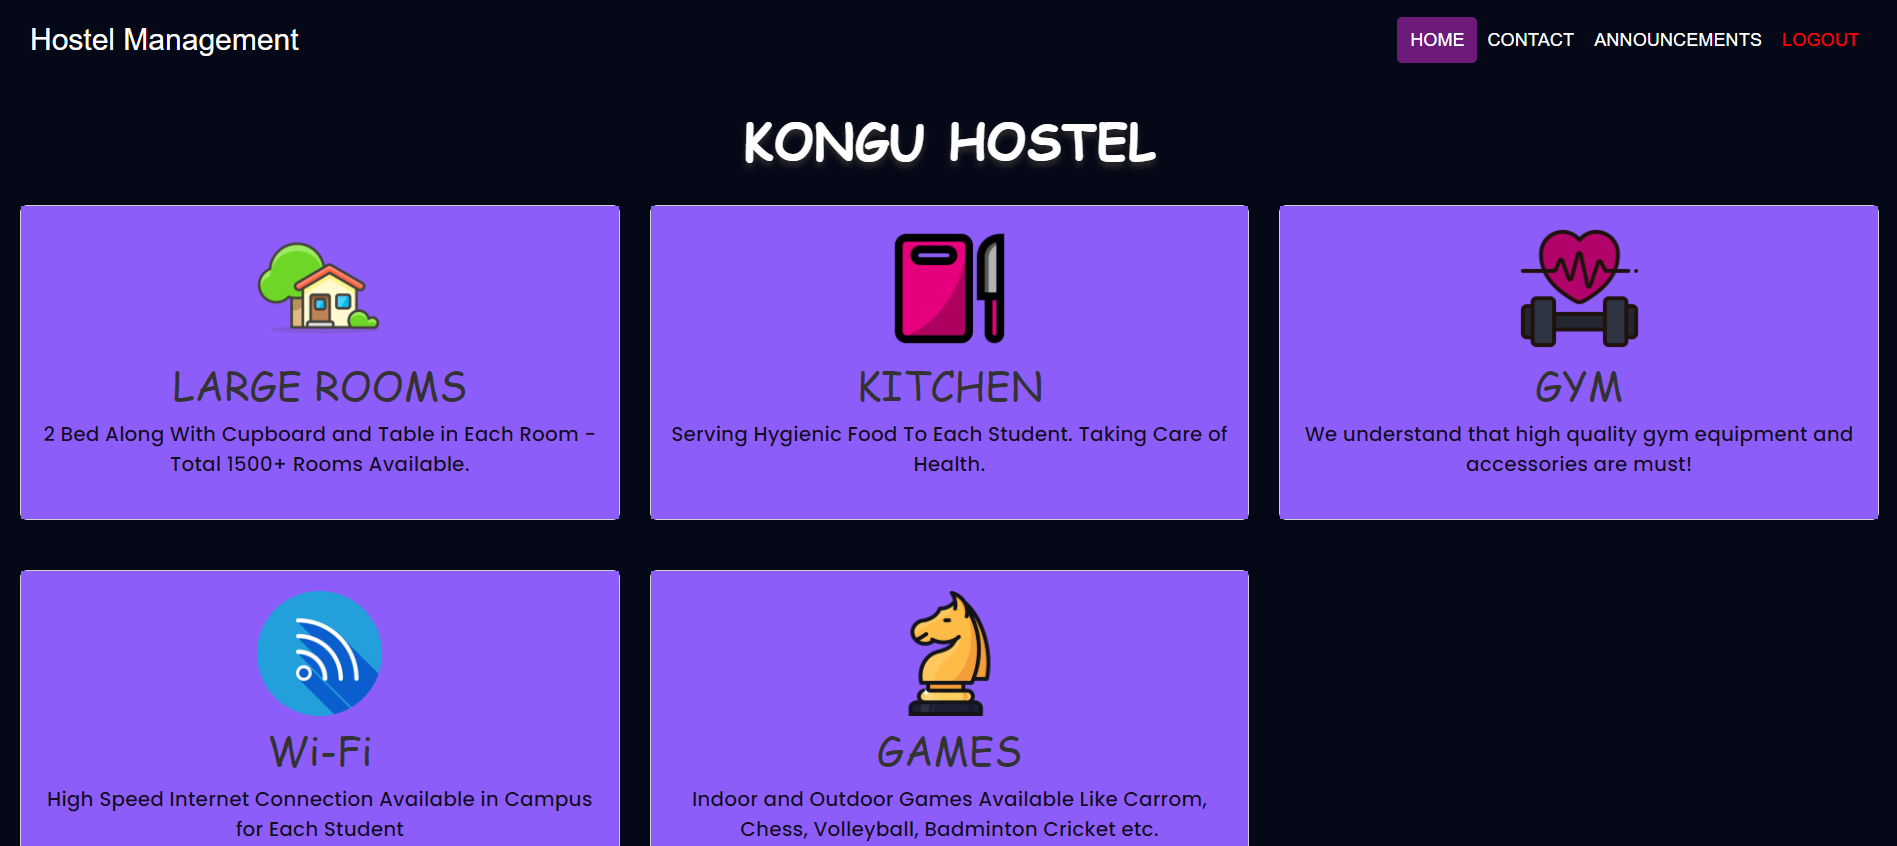 Hostel Management
HOME CONTACT ANNOUNCEMENTS LOGOUT
KONGU HOSTEL
LARGE ROOMS
2 Bed Along With Cupboard and Table in Each Room -
Total 1500+ Rooms Available.
KITCHEN
Serving Hygienic Food To Each Student. Taking Care of
Health.
GYM
We understand that high quality gym equipment and
accessories are must!
Wi-Fi
High Speed Internet Connection Available in Campus
for Each Student
GAMES
Indoor and Outdoor Games Available Like Carrom,
Chess, Volleyball, Badminton Cricket etc.